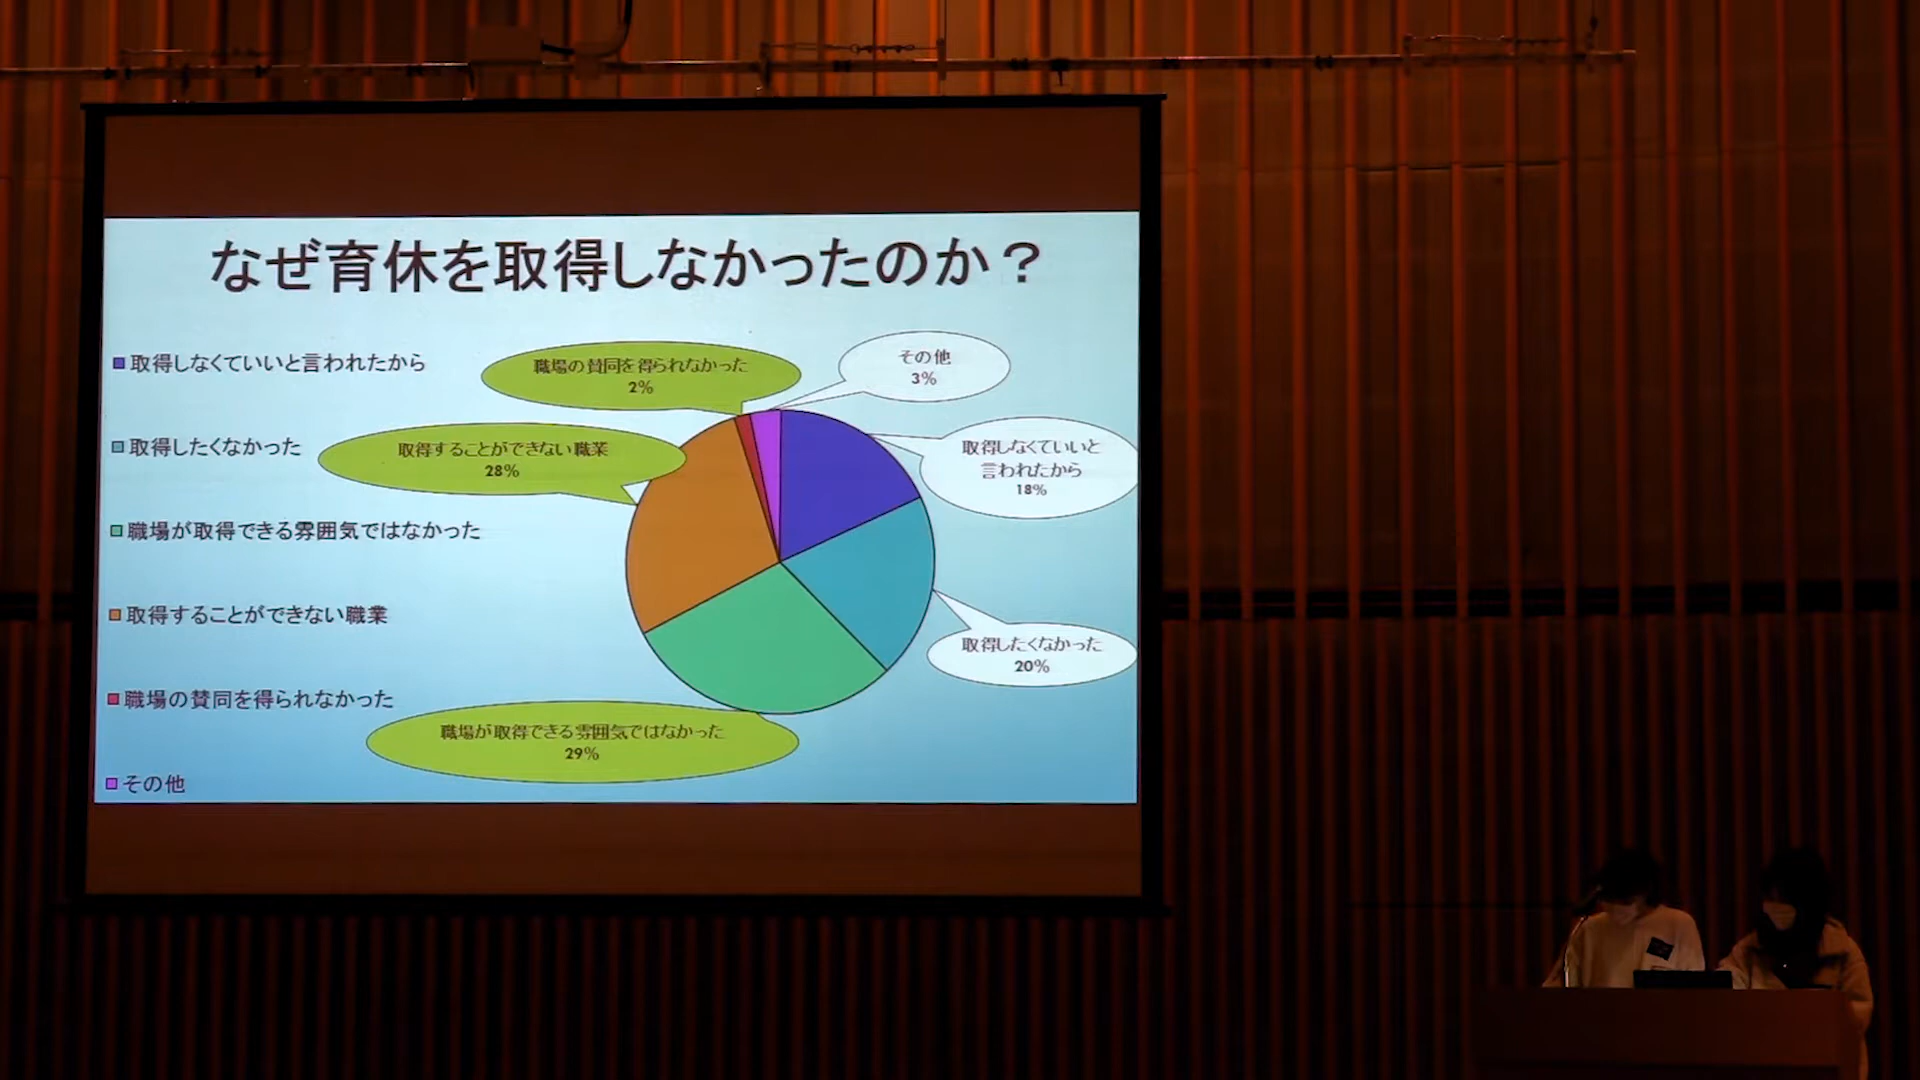 なぜ育休を取得しなかったのか？
取得しなくていいと言われたから
取得したくなかった
職場が取得できる雰囲気ではなかった
取得することができない職業
職場の賛同を得られなかった
その他
職場の賛同を得られなかった
2%
その他
3%
取得することができない職業
28%
取得しなくていいと
言われたから
18%
取得したくなかった
20%
職場が取得できる雰囲気ではなかった
29%